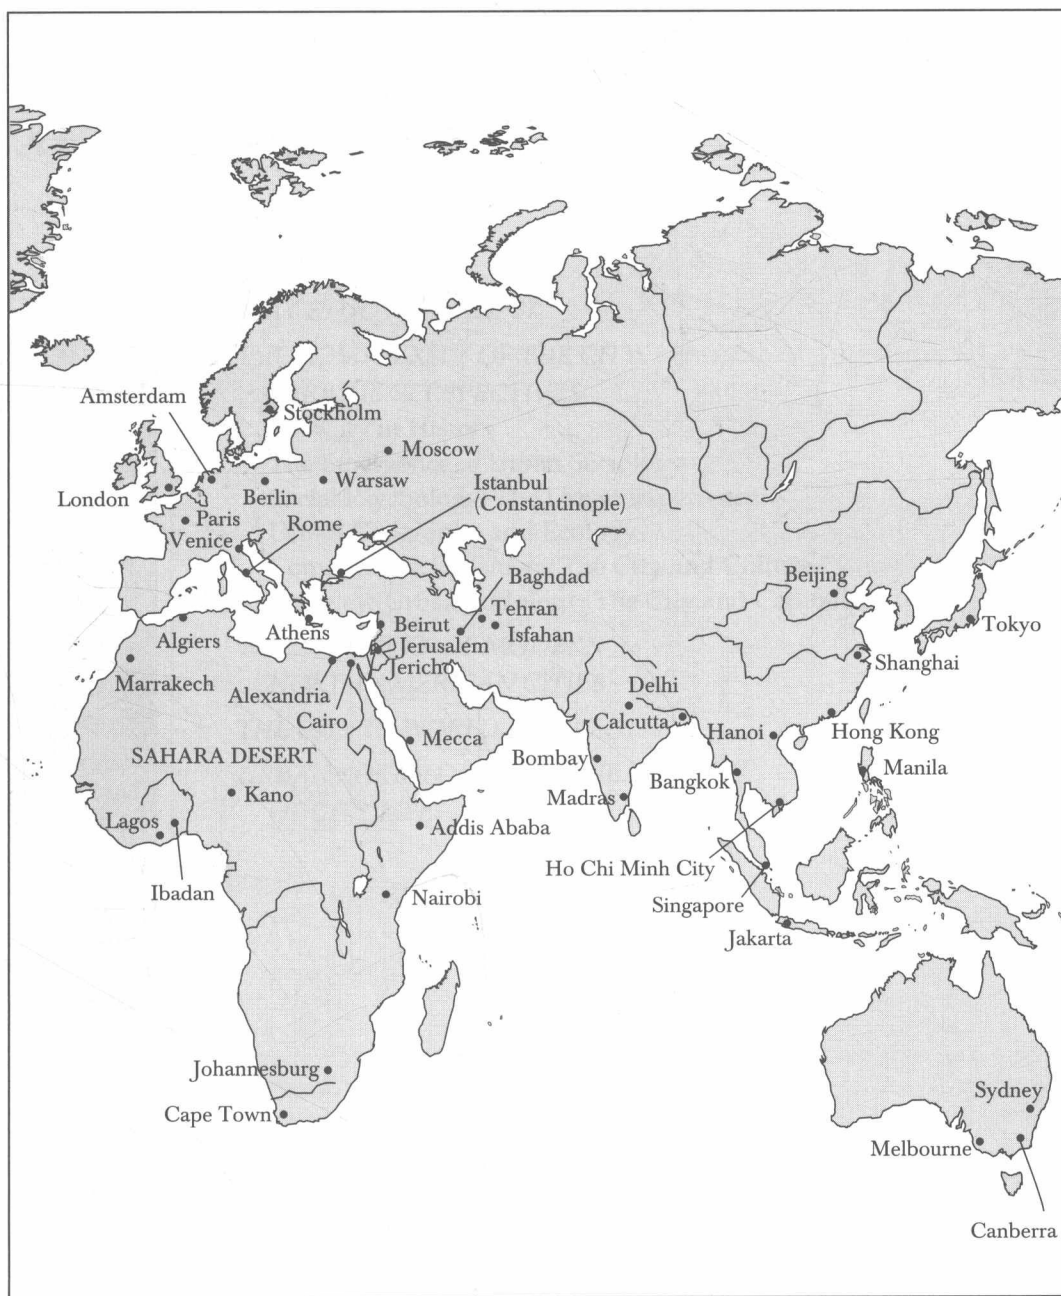 Amsterdam
Stockholm
Moscow
London
Berlin
Warsaw
Istanbul
(Constantinople)
Paris
Rome
Venice
Baghdad
Beijing
Tehran
Algiers
Athens
Beirut
Isfahan
Tokyo
Jerusalem
Jericho
Shanghai
Marrakech
Alexandria
Delhi
Cairo
Calcutta
Mecca
Hanoi
Hong Kong
SAHARA DESERT
Bombay
Bangkok
Manila
Kano
Madras
Lagos
Addis Ababa
Ho Chi Minh City
Ibadan
Nairobi
Singapore
Jakarta
Johannesburg
Sydney
Cape Town
Melbourne
Canberra